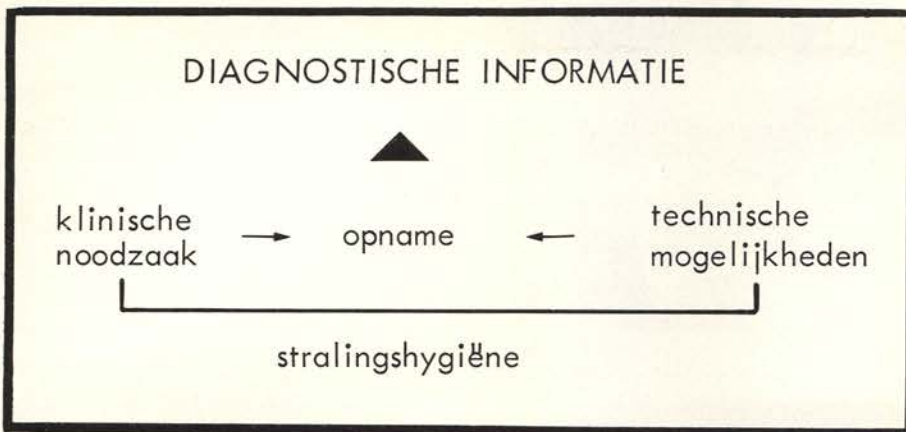 DIAGNOSTISCHE INFORMATIE
klinische
noodzaak
opname
technische
mogelijkheden
stralingshygiëne